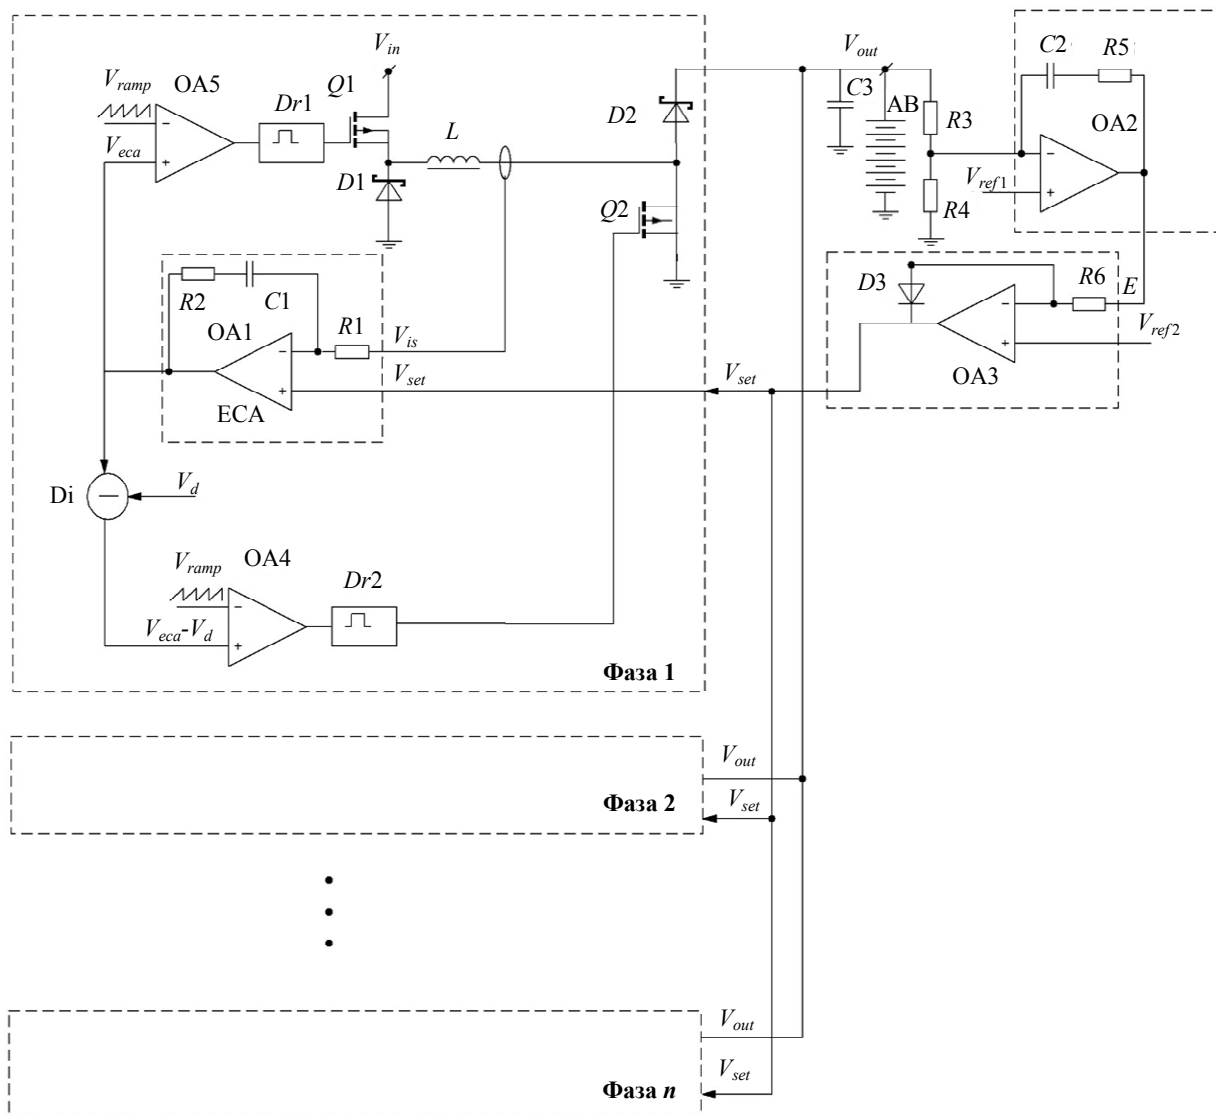 V_in
V_out
C2
R5
V_ramp
OA5
Dr1
Q1
C3
AB
R3
OA2
D2
L
V_eca
D1
V_ref1
R4
Q2
R2
C1
D3
R6
E
OA1
R1
V_is
V_ref2
V_set
V_set
OA3
ECA
Di
V_d
V_ramp
OA4
Dr2
V_eca-V_d
Фаза 1
V_out
Фаза 2
V_set
V_out
V_set
Фаза n